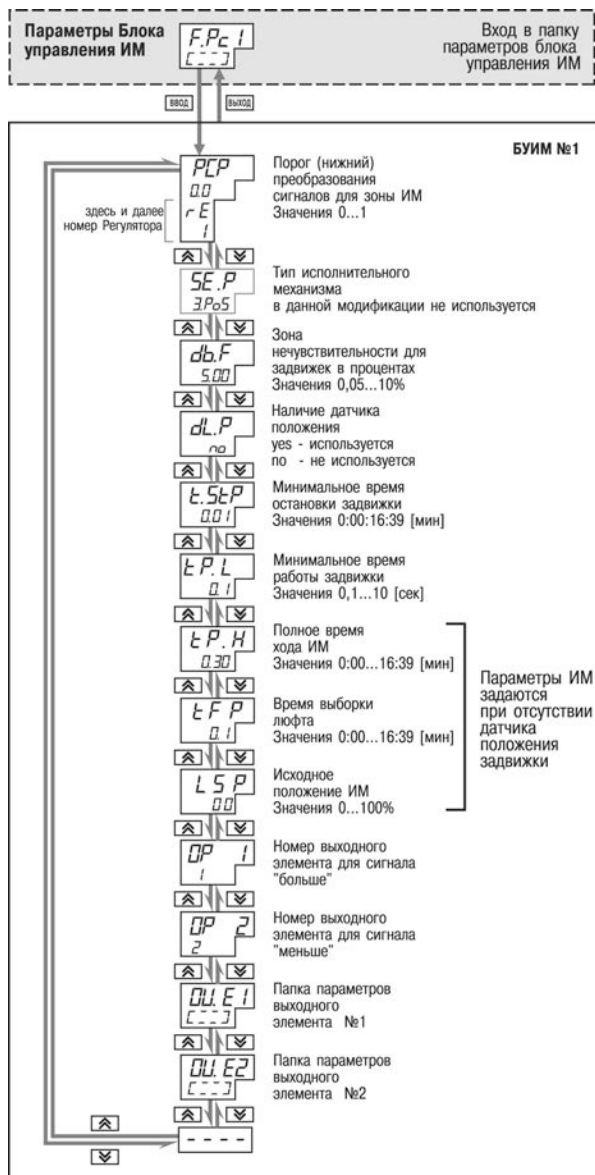 Параметры Блока
управления ИМ
F.Pc 1
[---]
Вход в папку
параметров блока
управления ИМ
ВВОД
ВЫХОД
БУИМ №1
PCP
0.0
rE
1
здесь и далее
номер Регулятора
Порог (нижний)
преобразования
сигналов для зоны ИМ
Значения 0...1
SE.P
3.PoS
Тип исполнительного
механизма
в данной модификации не используется
db.F
5.00
Зона
нечувствительности для
задвижек в процентах
Значения 0,05...10%
dL.P
no
Наличие датчика
положения
yes - используется
no - не используется
t.StP
0.01
Минимальное время
остановки задвижки
Значения 0:00:16:39 [мин]
tP.L
0.1
Минимальное время
работы задвижки
Значения 0,1...10 [сек]
tP.H
0.30
Полное время
хода ИМ
Значения 0:00...16:39 [мин]
tFP
0.1
Время выборки
люфта
Значения 0:00...16:39 [мин]
LSP
00
Исходное
положение ИМ
Значения 0...100%
Параметры ИМ
задаются
при отсутствии
датчика
положения
задвижки
OP 1
1
Номер выходного
элемента для сигнала
"больше"
OP 2
2
Номер выходного
элемента для сигнала
"меньше"
OU.E1
[---]
Папка параметров
выходного
элемента №1
OU.E2
[---]
Папка параметров
выходного
элемента №2
----